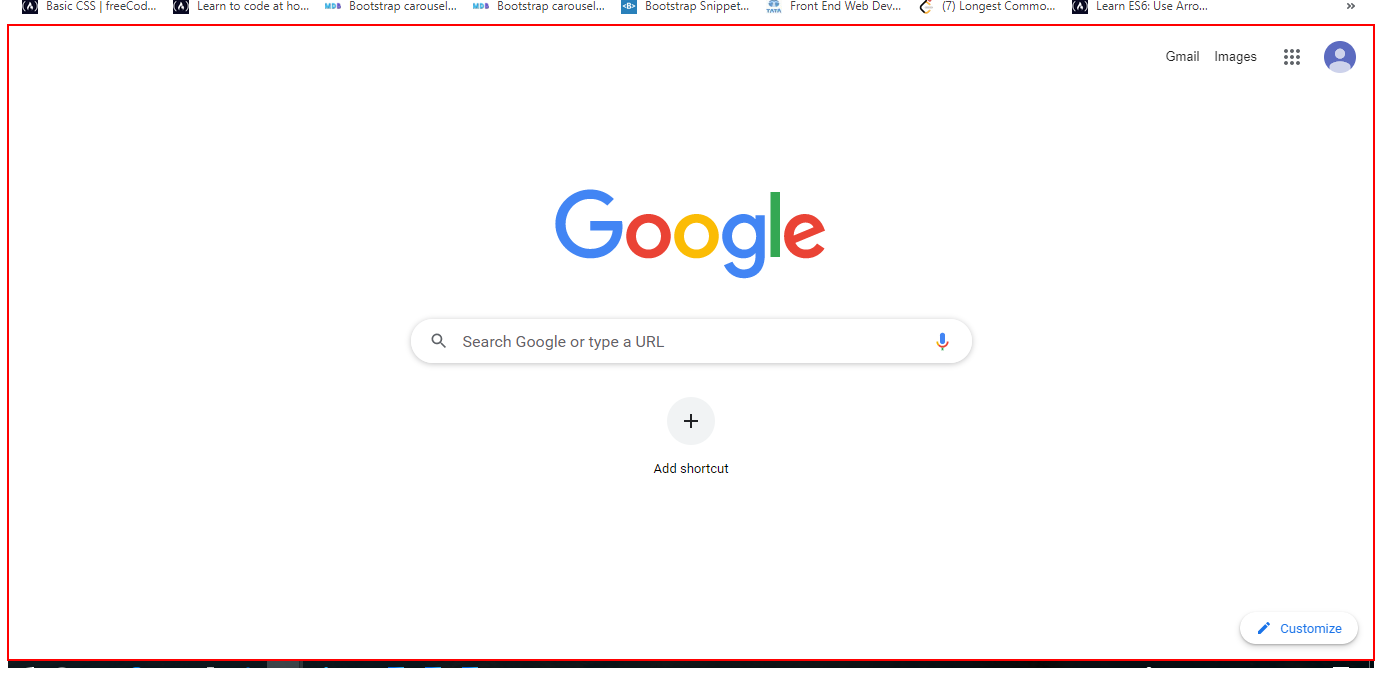 Basic CSS | freeCod... Learn to code at ho... MDB Bootstrap carousel... MDB Bootstrap carousel... <B> Bootstrap Snippet... TATA Front End Web Dev... (7) Longest Commo... Learn ES6: Use Arro... »
Gmail Images
Google
Search Google or type a URL
Add shortcut
Customize